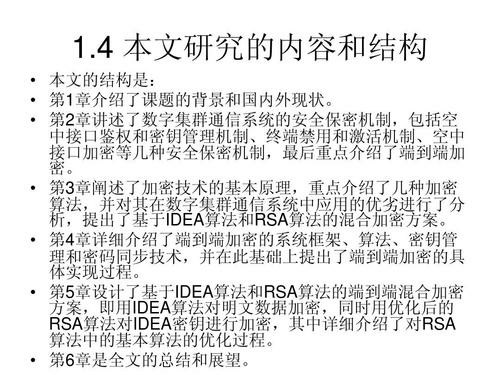 1.4 本文研究的内容和结构
• 本文的结构是:
• 第1章介绍了课题的背景和国内外现状。
• 第2章讲述了数字集群通信系统的安全保密机制，包括空
中接口鉴权和密钥管理机制、终端禁用和激活机制、空中
接口加密等几种安全保密机制，最后重点介绍了端到端加
密。
• 第3章阐述了加密技术的基本原理，重点介绍了几种加密
算法，并对其在数字集群通信系统中应用的优劣进行了分
析，提出了基于IDEA算法和RSA算法的混合加密方案。
• 第4章详细介绍了端到端加密的系统框架、算法、密钥管
理和密码同步技术，并在此基础上提出了端到端加密的具
体实现过程。
• 第5章设计了基于IDEA算法和RSA算法的端到端混合加密
方案，即用IDEA算法对明文数据加密，同时用优化后的
RSA算法对IDEA密钥进行加密，其中详细介绍了对RSA
算法中的基本算法的优化过程。
• 第6章是全文的总结和展望。